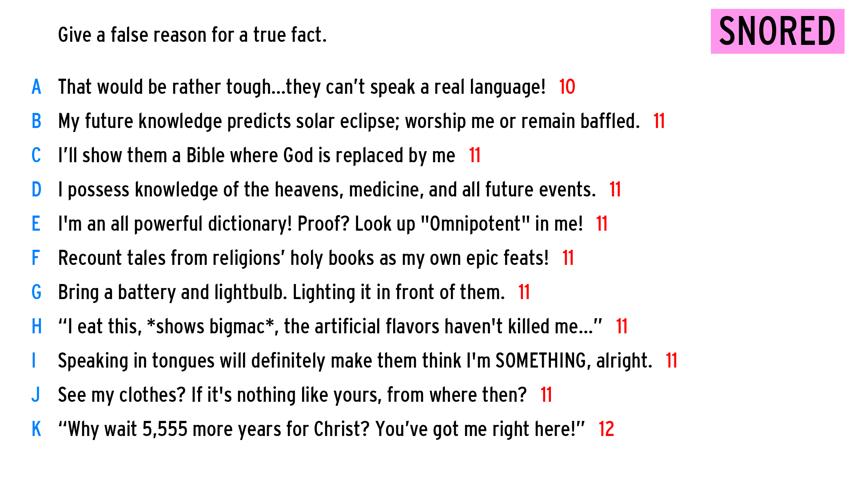 Give a false reason for a true fact.
SNORED
A That would be rather tough...they can't speak a real language! 10
B My future knowledge predicts solar eclipse; worship me or remain baffled. 11
C I'll show them a Bible where God is replaced by me 11
D I possess knowledge of the heavens, medicine, and all future events. 11
E I'm an all powerful dictionary! Proof? Look up "Omnipotent" in me! 11
F Recount tales from religions' holy books as my own epic feats! 11
G Bring a battery and lightbulb. Lighting it in front of them. 11
H “I eat this, *shows bigmac*, the artificial flavors haven't killed me...” 11
I Speaking in tongues will definitely make them think I'm SOMETHING, alright. 11
J See my clothes? If it's nothing like yours, from where then? 11
K “Why wait 5,555 more years for Christ? You've got me right here!” 12